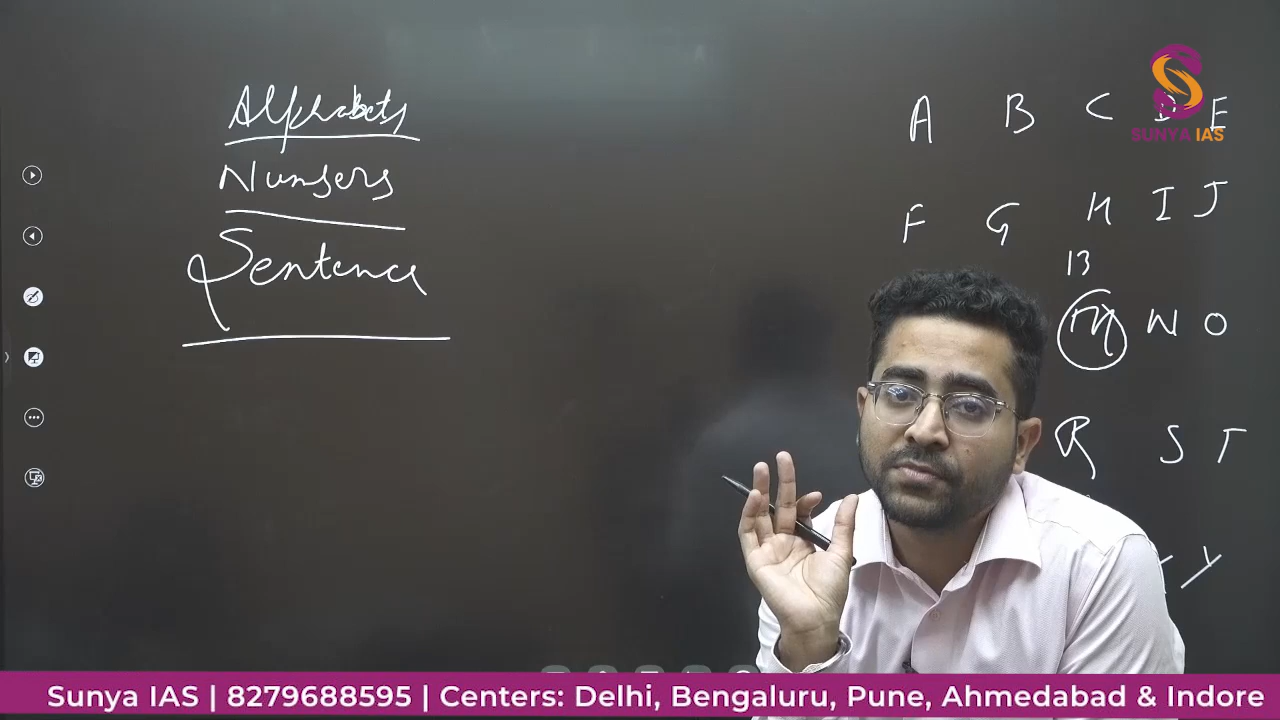 Alphabets
Numbers
Sentence
A B C D E
F G H I J
13
M N O
R S T
Y
SUNYA IAS
Sunya IAS | 8279688595 | Centers: Delhi, Bengaluru, Pune, Ahmedabad & Indore